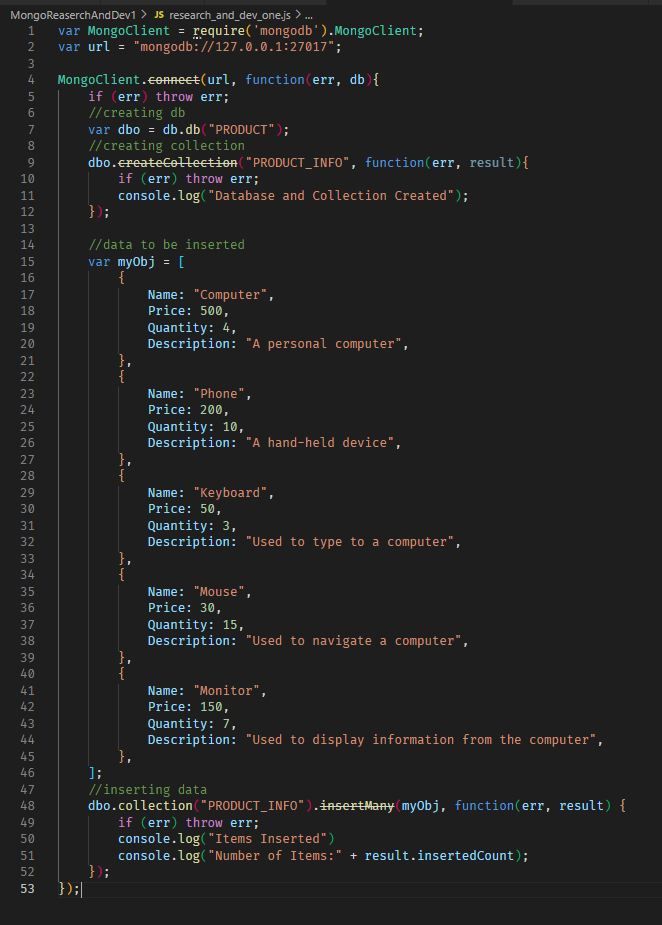 MongoReaserchAndDev1 > JS research_and_dev_one.js > ...
1 var MongoClient = require('mongodb').MongoClient;
2 var url = "mongodb://127.0.0.1:27017";
3
4 MongoClient.connect(url, function(err, db){
5     if (err) throw err;
6     //creating db
7     var dbo = db.db("PRODUCT");
8     //creating collection
9     dbo.createCollection("PRODUCT_INFO", function(err, result){
10         if (err) throw err;
11         console.log("Database and Collection Created");
12     });
13
14     //data to be inserted
15     var myObj = [
16         {
17             Name: "Computer",
18             Price: 500,
19             Quantity: 4,
20             Description: "A personal computer",
21         },
22         {
23             Name: "Phone",
24             Price: 200,
25             Quantity: 10,
26             Description: "A hand-held device",
27         },
28         {
29             Name: "Keyboard",
30             Price: 50,
31             Quantity: 3,
32             Description: "Used to type to a computer",
33         },
34         {
35             Name: "Mouse",
36             Price: 30,
37             Quantity: 15,
38             Description: "Used to navigate a computer",
39         },
40         {
41             Name: "Monitor",
42             Price: 150,
43             Quantity: 7,
44             Description: "Used to display information from the computer",
45         },
46     ];
47     //inserting data
48     dbo.collection("PRODUCT_INFO").insertMany(myObj, function(err, result) {
49         if (err) throw err;
50         console.log("Items Inserted")
51         console.log("Number of Items:" + result.insertedCount);
52     });
53 });